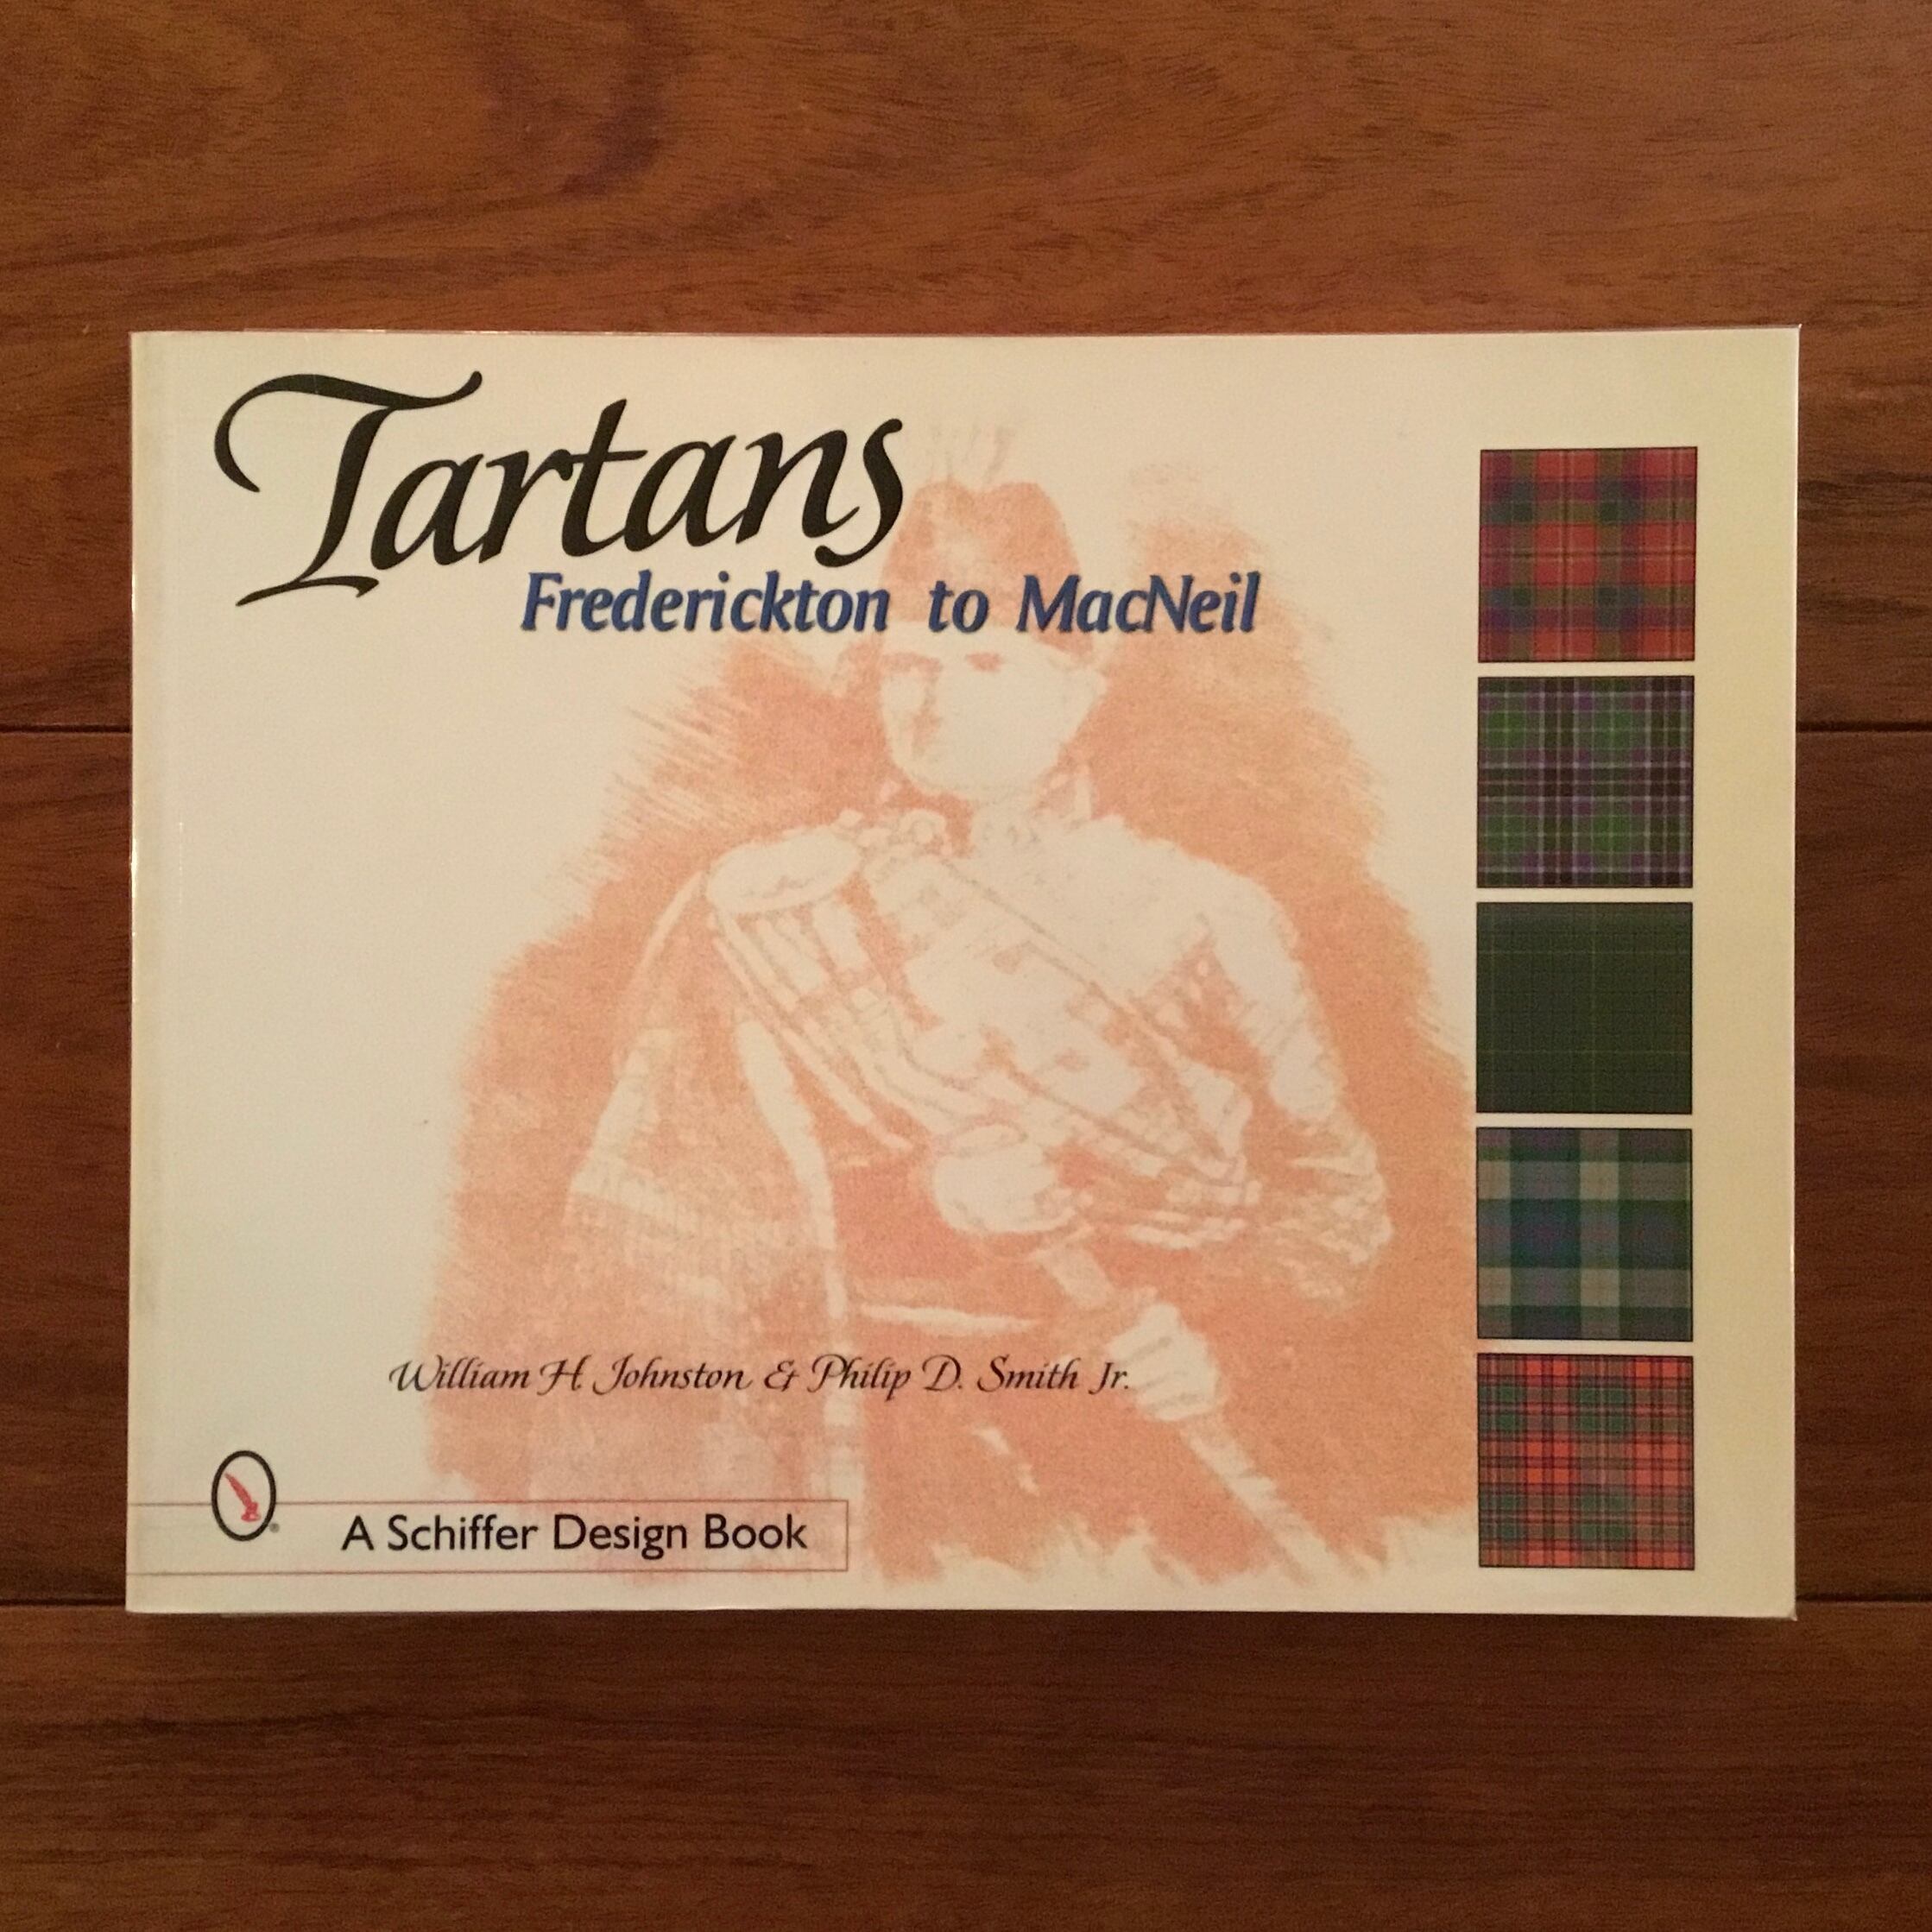 Tartans
Frederickton to MacNeil
William H. Johnston & Philip D. Smith Jr.
A Schiffer Design Book